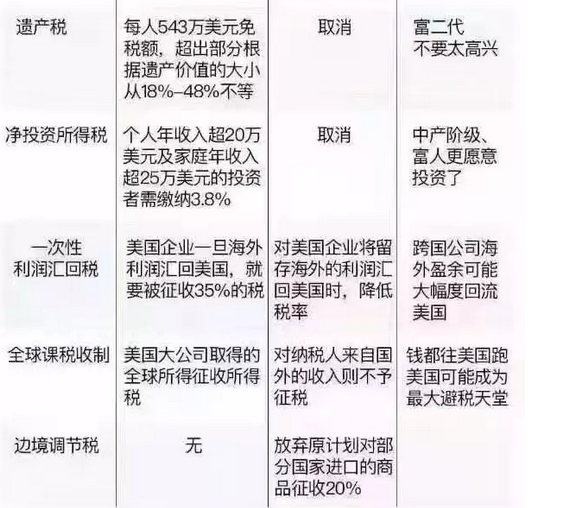 遗产税
每人543万美元免
税额，超出部分根
据遗产价值的大小
从18%-48%不等
取消
富二代
不要太高兴
净投资所得税
个人年收入超20万
美元及家庭年收入
超25万美元的投资
者需缴纳3.8%
取消
中产阶级、
富人更愿意
投资了
一次性
利润汇回税
美国企业一旦海外
利润汇回美国，就
要被征收35%的税
对美国企业将留
存海外的利润汇
回美国时，降低
税率
跨国公司海
外盈余可能
大幅度回流
美国
全球课税收制
美国大公司取得的
全球所得征收所得
税
对纳税人来自国
外的收入则不予
征税
钱都往美国跑
美国可能成为
最大避税天堂
边境调节税
无
放弃原计划对部
分国家进口的商
品征收20%